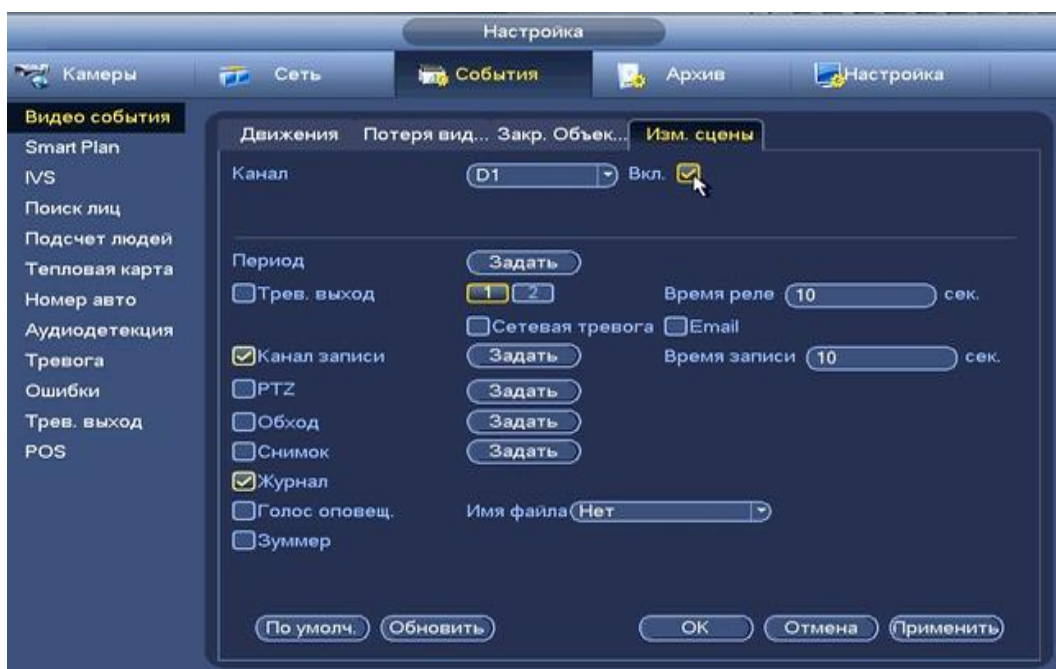 Настройка
Камеры Сеть События Архив Настройка
Видео события
Smart Plan
IVS
Поиск лиц
Подсчет людей
Тепловая карта
Номер авто
Аудиодетекция
Тревога
Ошибки
Трев. выход
POS
Движения Потеря вид... Закр. Объек... Изм. сцены
Канал D1 Вкл.
Период Задать
Трев. выход 1 2 Время реле 10 сек.
Сетевая тревога Email
Канал записи Задать Время записи 10 сек.
PTZ Задать
Обход Задать
Снимок Задать
Журнал
Голос оповещ. Имя файла Нет
Зуммер
По умолч. Обновить OK Отмена Применить